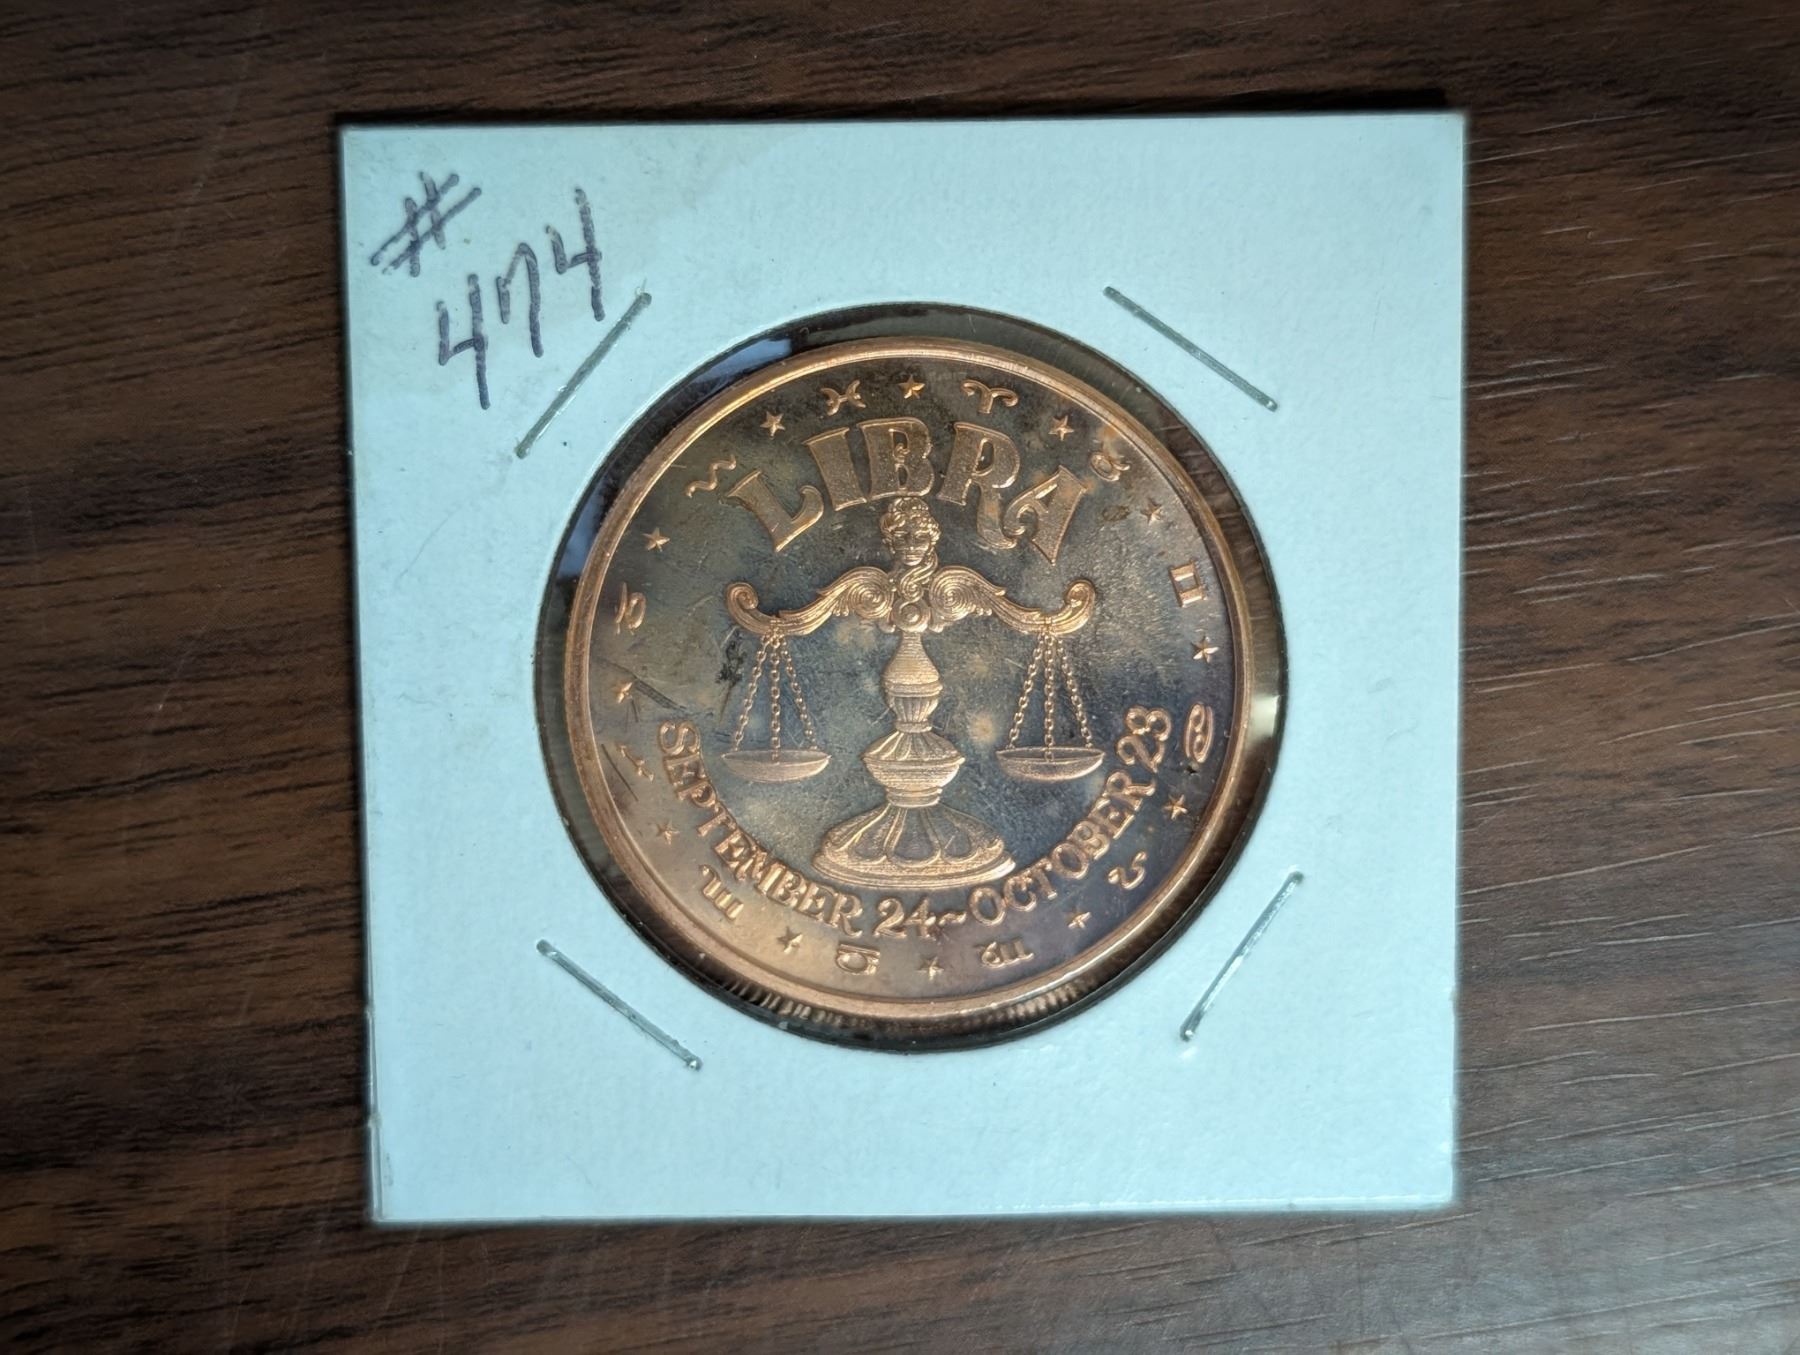 #
474
LIBRA
SEPTEMBER 24~OCTOBER 23